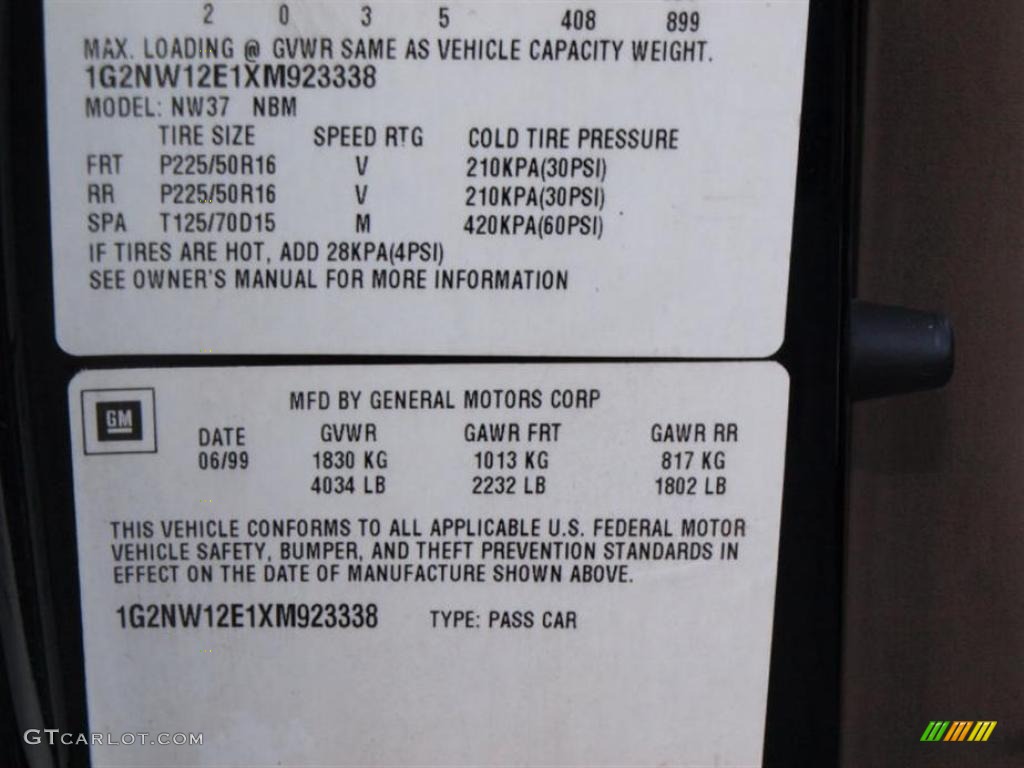 2 0 3 5 408 899
MAX. LOADING @ GVWR SAME AS VEHICLE CAPACITY WEIGHT.
1G2NW12E1XM923338
MODEL: NW37 NBM
TIRE SIZE SPEED RTG COLD TIRE PRESSURE
FRT P225/50R16 V 210KPA(30PSI)
RR P225/50R16 V 210KPA(30PSI)
SPA T125/70D15 M 420KPA(60PSI)
IF TIRES ARE HOT, ADD 28KPA(4PSI)
SEE OWNER'S MANUAL FOR MORE INFORMATION
GM
MFD BY GENERAL MOTORS CORP
DATE GVWR GAWR FRT GAWR RR
06/99 1830 KG 1013 KG 817 KG
4034 LB 2232 LB 1802 LB
THIS VEHICLE CONFORMS TO ALL APPLICABLE U.S. FEDERAL MOTOR
VEHICLE SAFETY, BUMPER, AND THEFT PREVENTION STANDARDS IN
EFFECT ON THE DATE OF MANUFACTURE SHOWN ABOVE.
1G2NW12E1XM923338 TYPE: PASS CAR
GTCARLOT.COM